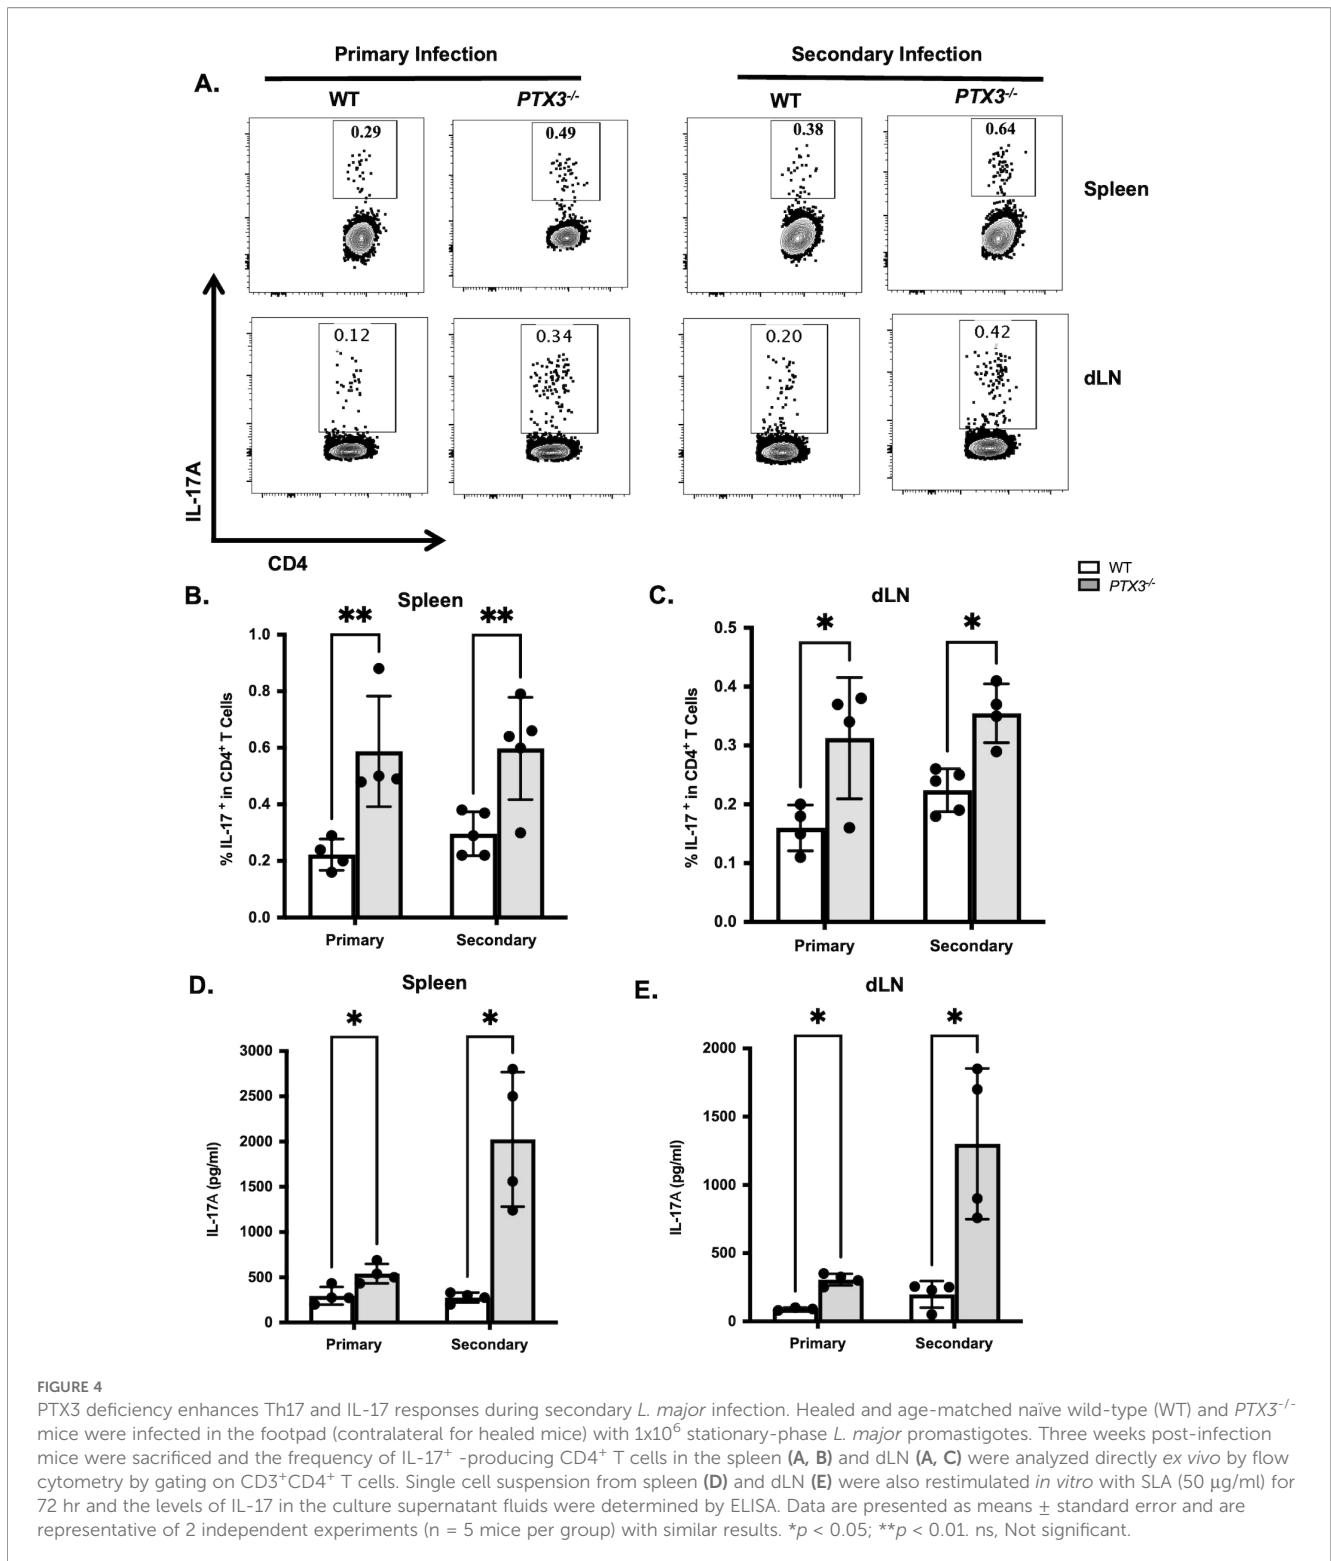 Primary Infection
Secondary Infection
A.
WT
PTX3-/-
WT
PTX3-/-
0.29
0.49
0.38
0.64
Spleen
0.12
0.34
0.20
0.42
dLN
IL-17A
CD4
WT
PTX3-/-
B.
Spleen
**
**
% IL-17 + in CD4+ T Cells
1.0
0.8
0.6
0.4
0.2
0.0
Primary
Secondary
C.
dLN
*
*
% IL-17 + in CD4+ T Cells
0.5
0.4
0.3
0.2
0.1
0.0
Primary
Secondary
D.
Spleen
*
*
IL-17A (pg/ml)
3000
2500
2000
1500
1000
500
0
Primary
Secondary
E.
dLN
*
*
IL-17A (pg/ml)
2000
1500
1000
500
0
Primary
Secondary
FIGURE 4
PTX3 deficiency enhances Th17 and IL-17 responses during secondary L. major infection. Healed and age-matched naïve wild-type (WT) and PTX3-/-
mice were infected in the footpad (contralateral for healed mice) with 1x10⁶ stationary-phase L. major promastigotes. Three weeks post-infection
mice were sacrificed and the frequency of IL-17+ -producing CD4+ T cells in the spleen (A, B) and dLN (A, C) were analyzed directly ex vivo by flow
cytometry by gating on CD3+CD4+ T cells. Single cell suspension from spleen (D) and dLN (E) were also restimulated in vitro with SLA (50 μg/ml) for
72 hr and the levels of IL-17 in the culture supernatant fluids were determined by ELISA. Data are presented as means ± standard error and are
representative of 2 independent experiments (n = 5 mice per group) with similar results. *p < 0.05; **p < 0.01. ns, Not significant.